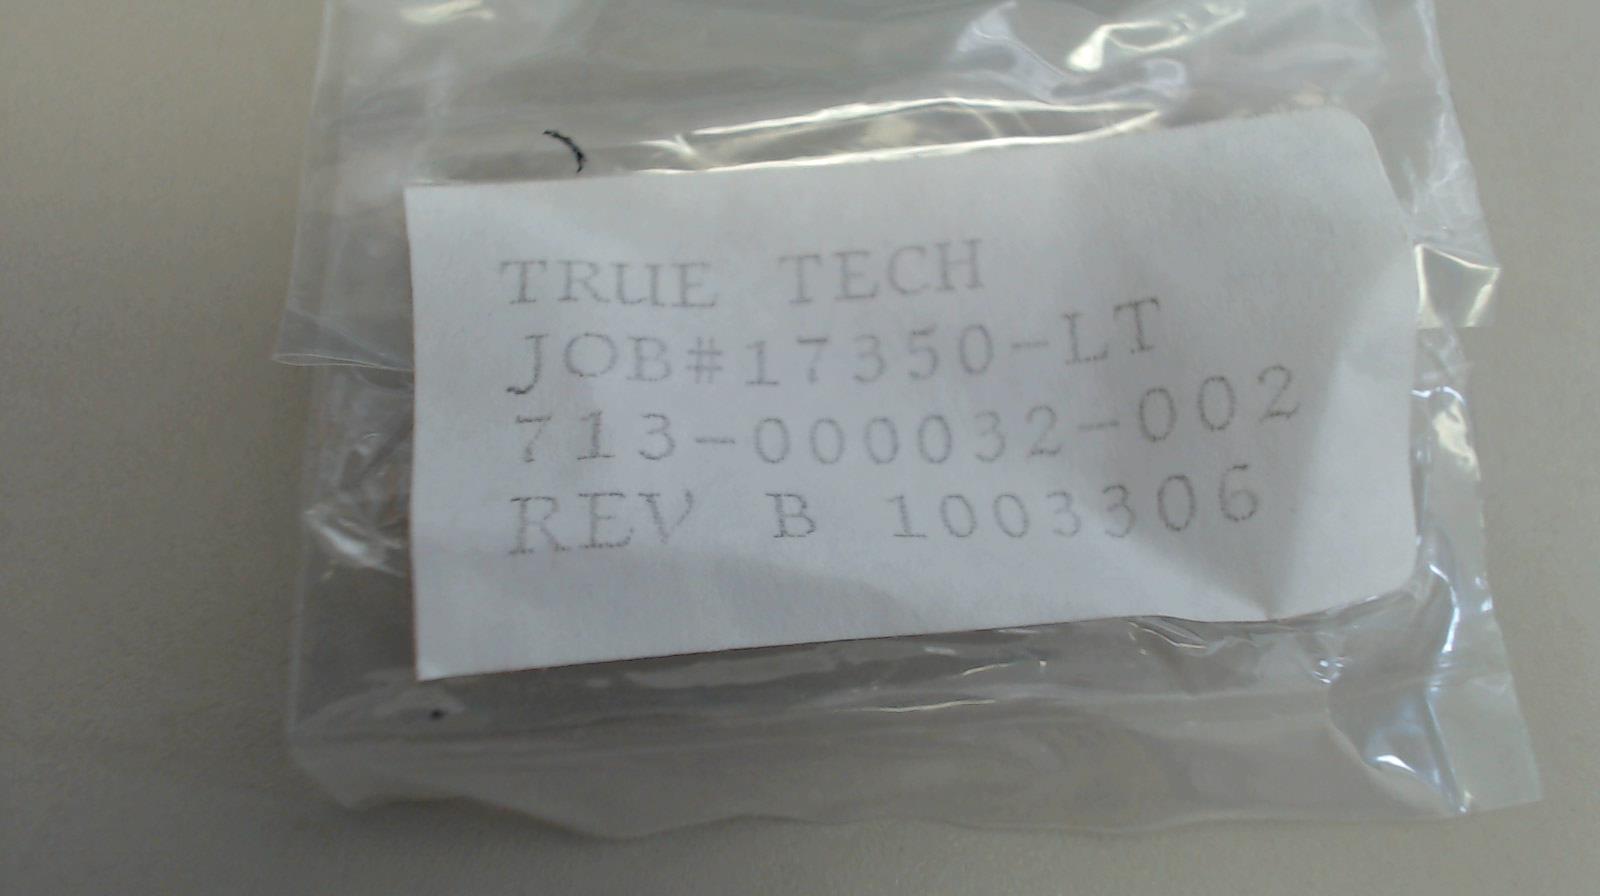 TRUE TECH
JOB#17350-LT
713-000032-002
REV B 1003306